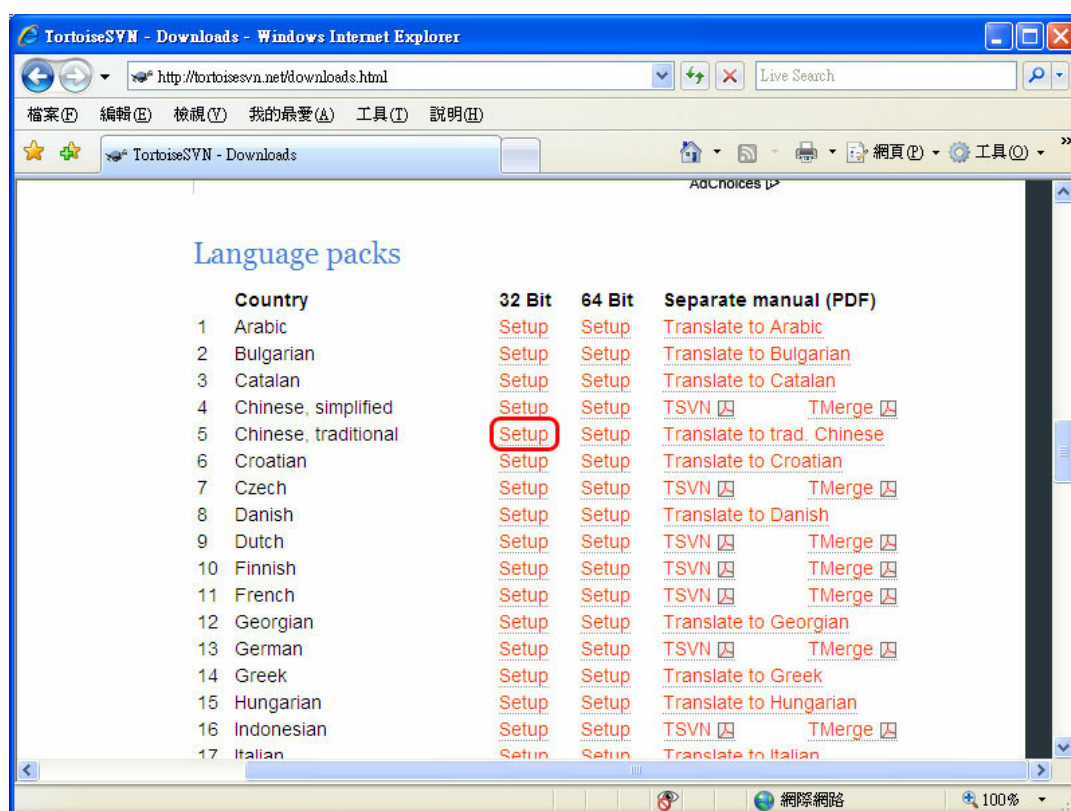 TortoiseSVN - Downloads - Windows Internet Explorer
http://tortoisesvn.net/downloads.html Live Search
檔案(F) 編輯(E) 檢視(V) 我的最愛(A) 工具(T) 說明(H)
TortoiseSVN - Downloads 網頁(P) 工具(O) »
AdChoices
Language packs
Country 32 Bit 64 Bit Separate manual (PDF)
1 Arabic Setup Setup Translate to Arabic
2 Bulgarian Setup Setup Translate to Bulgarian
3 Catalan Setup Setup Translate to Catalan
4 Chinese, simplified Setup Setup TSVN TMerge
5 Chinese, traditional Setup Setup Translate to trad. Chinese
6 Croatian Setup Setup Translate to Croatian
7 Czech Setup Setup TSVN TMerge
8 Danish Setup Setup Translate to Danish
9 Dutch Setup Setup TSVN TMerge
10 Finnish Setup Setup TSVN TMerge
11 French Setup Setup TSVN TMerge
12 Georgian Setup Setup Translate to Georgian
13 German Setup Setup TSVN TMerge
14 Greek Setup Setup Translate to Greek
15 Hungarian Setup Setup Translate to Hungarian
16 Indonesian Setup Setup TSVN TMerge
17 Italian Setup Setup Translate to Italian
網際網路 100%